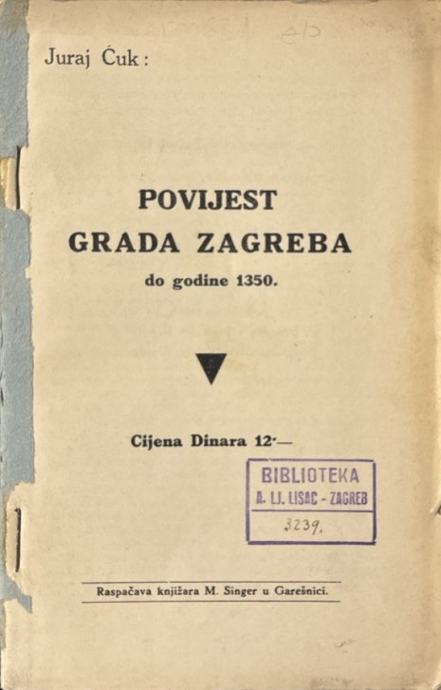 Juraj Ćuk:
POVIJEST
GRADA ZAGREBA
do godine 1350.
Cijena Dinara 12·—
BIBLIOTEKA
A. LJ. LISAC - ZAGREB
3239.
Raspačava knjižara M. Singer u Garešnici.